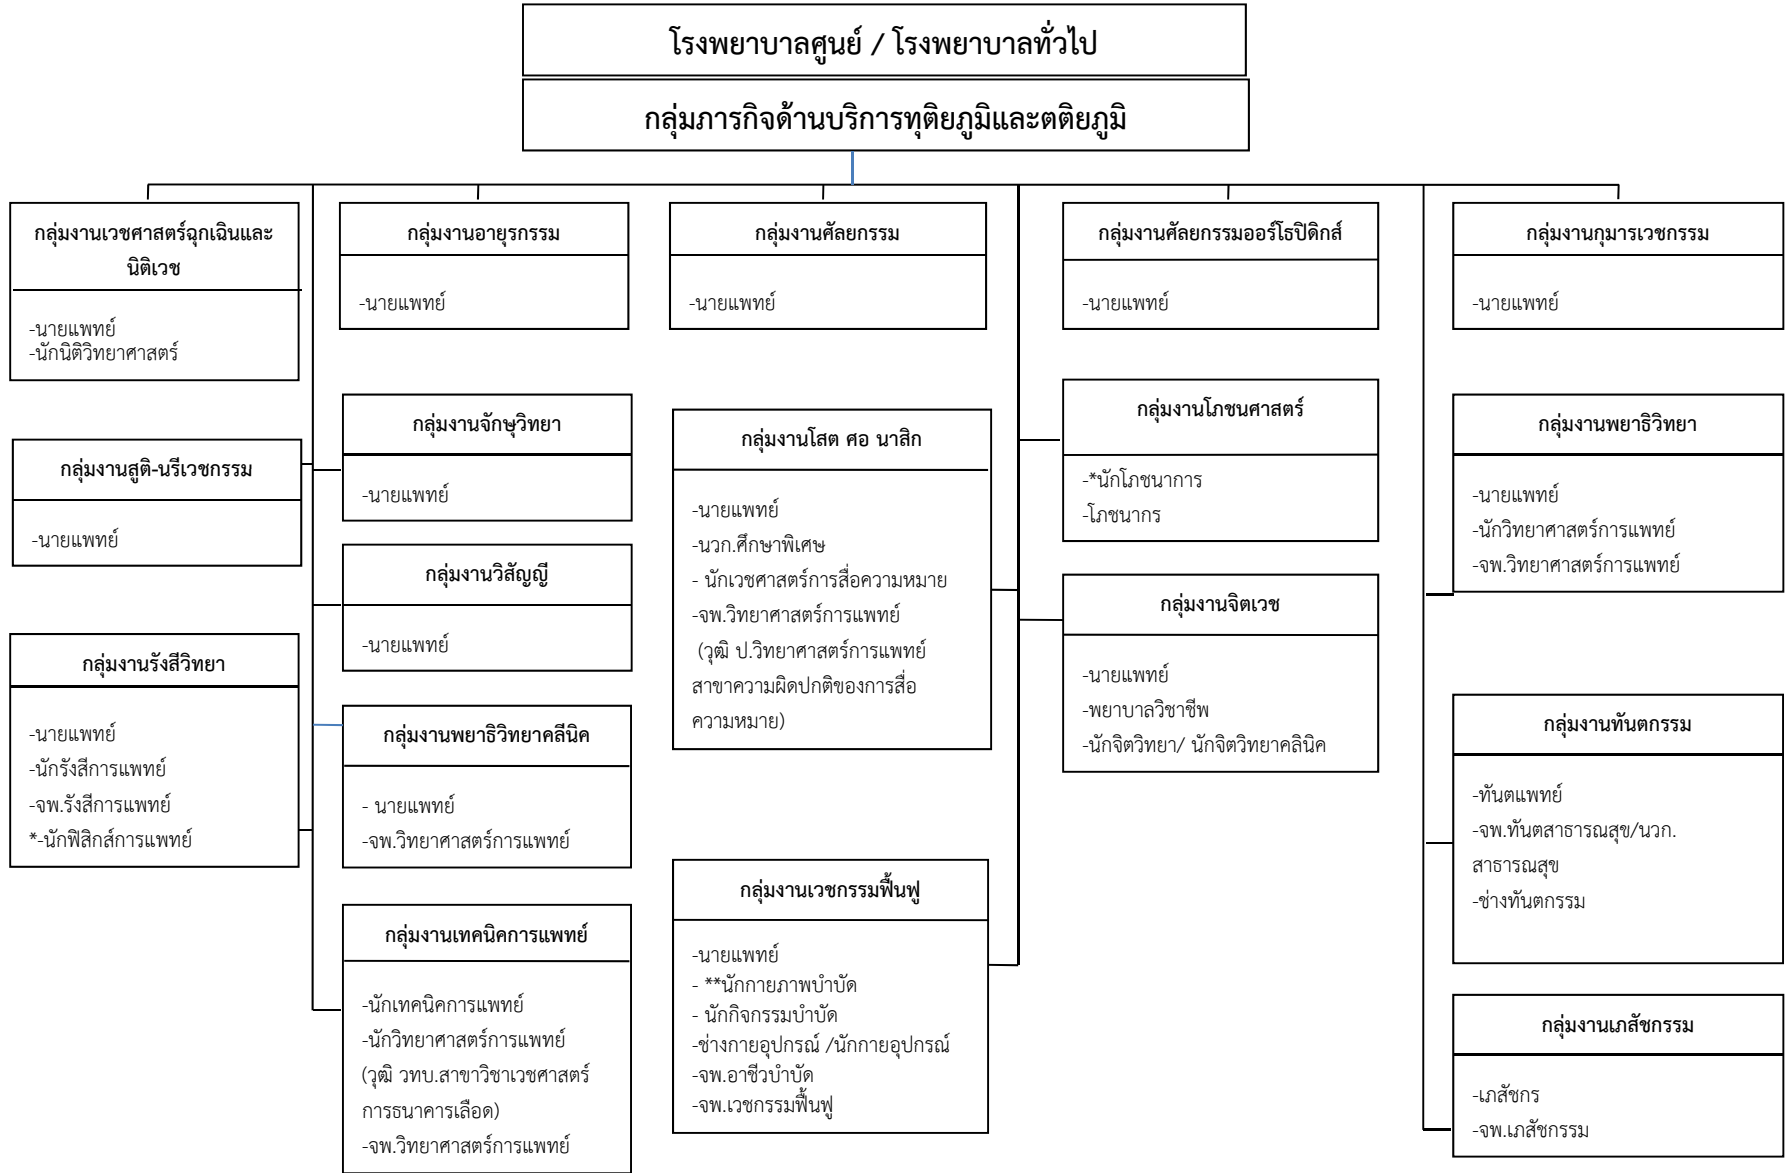 โรงพยาบาลศูนย์ / โรงพยาบาลทั่วไป
กลุ่มภารกิจด้านบริการทุติยภูมิและตติยภูมิ
กลุ่มงานเวชศาสตร์ฉุกเฉินและ
นิติเวช
-นายแพทย์
-นักนิติวิทยาศาสตร์
กลุ่มงานอายุรกรรม
-นายแพทย์
กลุ่มงานศัลยกรรม
-นายแพทย์
กลุ่มงานศัลยกรรมออร์โธปิดิกส์
-นายแพทย์
กลุ่มงานกุมารเวชกรรม
-นายแพทย์
กลุ่มงานสูติ-นรีเวชกรรม
-นายแพทย์
กลุ่มงานรังสีวิทยา
-นายแพทย์
-นักรังสีการแพทย์
-จพ.รังสีการแพทย์
*-นักฟิสิกส์การแพทย์
กลุ่มงานจักษุวิทยา
-นายแพทย์
กลุ่มงานวิสัญญี
-นายแพทย์
กลุ่มงานพยาธิวิทยาคลีนิค
- นายแพทย์
-จพ.วิทยาศาสตร์การแพทย์
กลุ่มงานเทคนิคการแพทย์
-นักเทคนิคการแพทย์
-นักวิทยาศาสตร์การแพทย์
(วุฒิ วทบ.สาขาวิชาเวชศาสตร์
การธนาคารเลือด)
-จพ.วิทยาศาสตร์การแพทย์
กลุ่มงานโสต ศอ นาสิก
-นายแพทย์
-นวก.ศึกษาพิเศษ
- นักเวชศาสตร์การสื่อความหมาย
-จพ.วิทยาศาสตร์การแพทย์
(วุฒิ ป.วิทยาศาสตร์การแพทย์
สาขาความผิดปกติของการสื่อ
ความหมาย)
กลุ่มงานเวชกรรมฟื้นฟู
-นายแพทย์
- **นักกายภาพบำบัด
- นักกิจกรรมบำบัด
-ช่างกายอุปกรณ์ /นักกายอุปกรณ์
-จพ.อาชีวบำบัด
-จพ.เวชกรรมฟื้นฟู
กลุ่มงานโภชนศาสตร์
-*นักโภชนาการ
-โภชนากร
กลุ่มงานจิตเวช
-นายแพทย์
-พยาบาลวิชาชีพ
-นักจิตวิทยา/ นักจิตวิทยาคลินิค
กลุ่มงานพยาธิวิทยา
-นายแพทย์
-นักวิทยาศาสตร์การแพทย์
-จพ.วิทยาศาสตร์การแพทย์
กลุ่มงานทันตกรรม
-ทันตแพทย์
-จพ.ทันตสาธารณสุข/นวก.
สาธารณสุข
-ช่างทันตกรรม
กลุ่มงานเภสัชกรรม
-เภสัชกร
-จพ.เภสัชกรรม